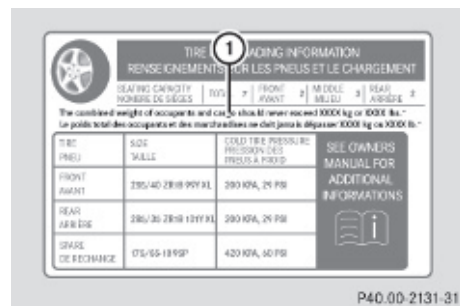 1
TIRE LOADING INFORMATION
RENSEIGNEMENTS SUR LES PNEUS ET LE CHARGEMENT
SEATING CAPACITY TOTAL 7 FRONT 2 MIDDLE 3 REAR 2
NOMBRE DE SIÈGES AVANT MILIEU ARRIÈRE
The combined weight of occupants and cargo should never exceed XXXX kg or XXXX lbs."
Le poids total des occupants et des marchandises ne doit jamais dépasser XXXX kg ou XXXX lb."
TIRE SIZE COLD TIRE PRESSURE
PNEU TAILLE PRESSION DES PNEUS À FROID
SEE OWNERS
MANUAL FOR
ADDITIONAL
INFORMATIONS
FRONT
AVANT 200 KPA, 29 PSI
REAR
ARRIÈRE 200 KPA, 29 PSI
SPARE
DE RECHANGE 420 KPA, 60 PSI
P40.00-2131-31